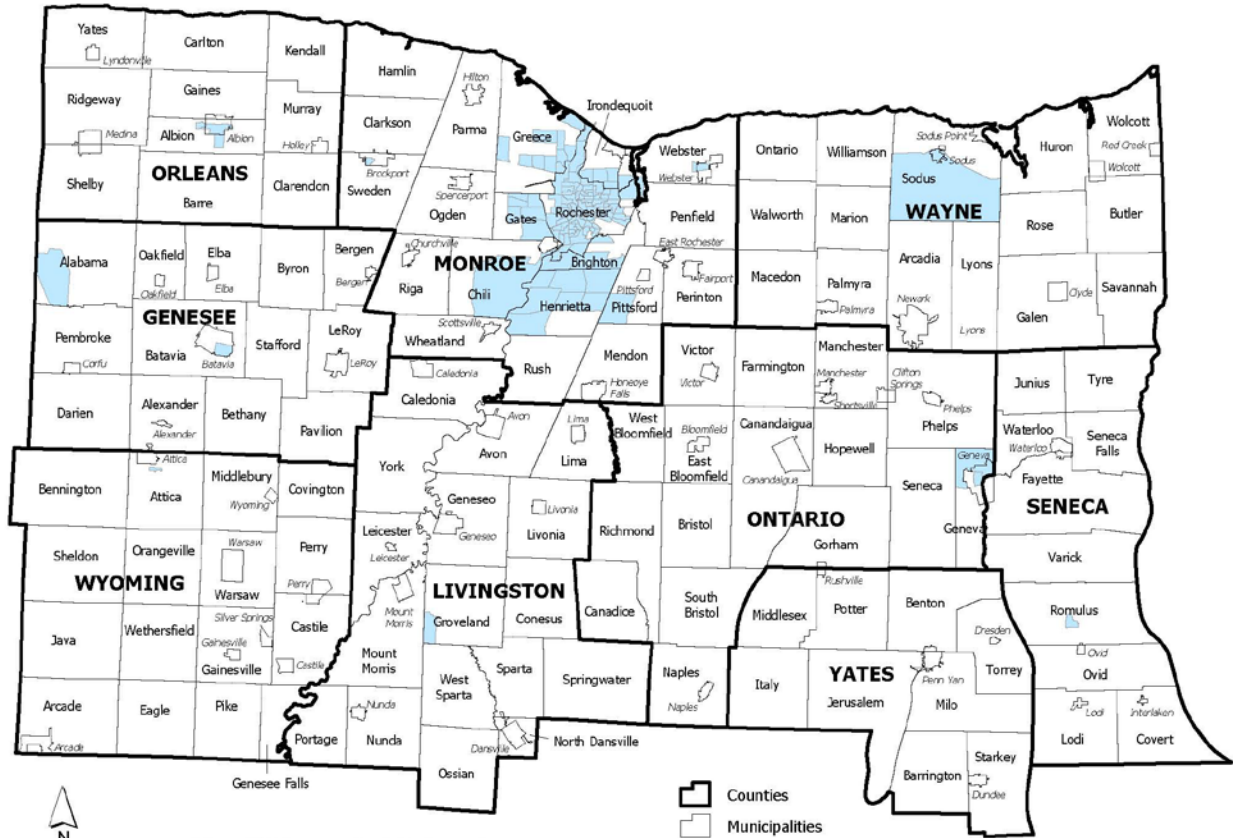 Yates
Lyndonville
Carlton
Kendall
Ridgeway
Medina
Gaines
Murray
Albion
Albion
Holley
ORLEANS
Shelby
Barre
Clarendon
Hamlin
Hilton
Clarkson
Parma
Greece
Irondequoit
Brockport
Sweden
Spencerport
Ogden
Gates
Rochester
Webster
Webster
Penfield
Churchville
East Rochester
MONROE
Brighton
Riga
Chili
Henrietta
Pittsford
Pittsford
Fairport
Perinton
Scottsville
Wheatland
Rush
Mendon
Honeoye
Falls
Ontario
Williamson
Sodus Point
Sodus
Sodus
Huron
Wolcott
Red Creek
Wolcott
WAYNE
Walworth
Marion
Rose
Butler
Macedon
Palmyra
Palmyra
Arcadia
Newark
Lyons
Lyons
Clyde
Galen
Savannah
Alabama
Oakfield
Oakfield
Elba
Elba
Byron
Bergen
Bergen
GENESEE
Pembroke
Corfu
Batavia
Batavia
Stafford
LeRoy
LeRoy
Darien
Alexander
Alexander
Bethany
Pavilion
Caledonia
Caledonia
Avon
Avon
Lima
Lima
York
Geneseo
Geneseo
Livonia
Livonia
Leicester
Leicester
LIVINGSTON
Mount
Morris
Groveland
Conesus
Mount
Morris
West
Sparta
Sparta
Springwater
Nunda
Nunda
Portage
Dansville
North Dansville
Ossian
Attica
Attica
Bennington
Middlebury
Wyoming
Covington
Sheldon
Orangeville
Warsaw
Warsaw
Perry
Perry
WYOMING
Silver Springs
Java
Wethersfield
Gainesville
Gainesville
Castile
Castile
Arcade
Arcade
Eagle
Pike
Genesee Falls
Victor
Victor
Farmington
Manchester
Manchester
Shortsville
Clifton
Springs
Phelps
Phelps
West
Bloomfield
Bloomfield
East
Bloomfield
Canandaigua
Canandaigua
Hopewell
Seneca
Geneva
Geneva
Richmond
Bristol
ONTARIO
Gorham
Rushville
Canadice
South
Bristol
Naples
Naples
Middlesex
Potter
Benton
Dresden
Torrey
Italy
YATES
Jerusalem
Penn Yan
Milo
Barrington
Starkey
Dundee
Junius
Tyre
Waterloo
Waterloo
Seneca
Falls
Fayette
SENECA
Varick
Romulus
Ovid
Ovid
Lodi
Interlaken
Lodi
Covert
N
Counties
Municipalities